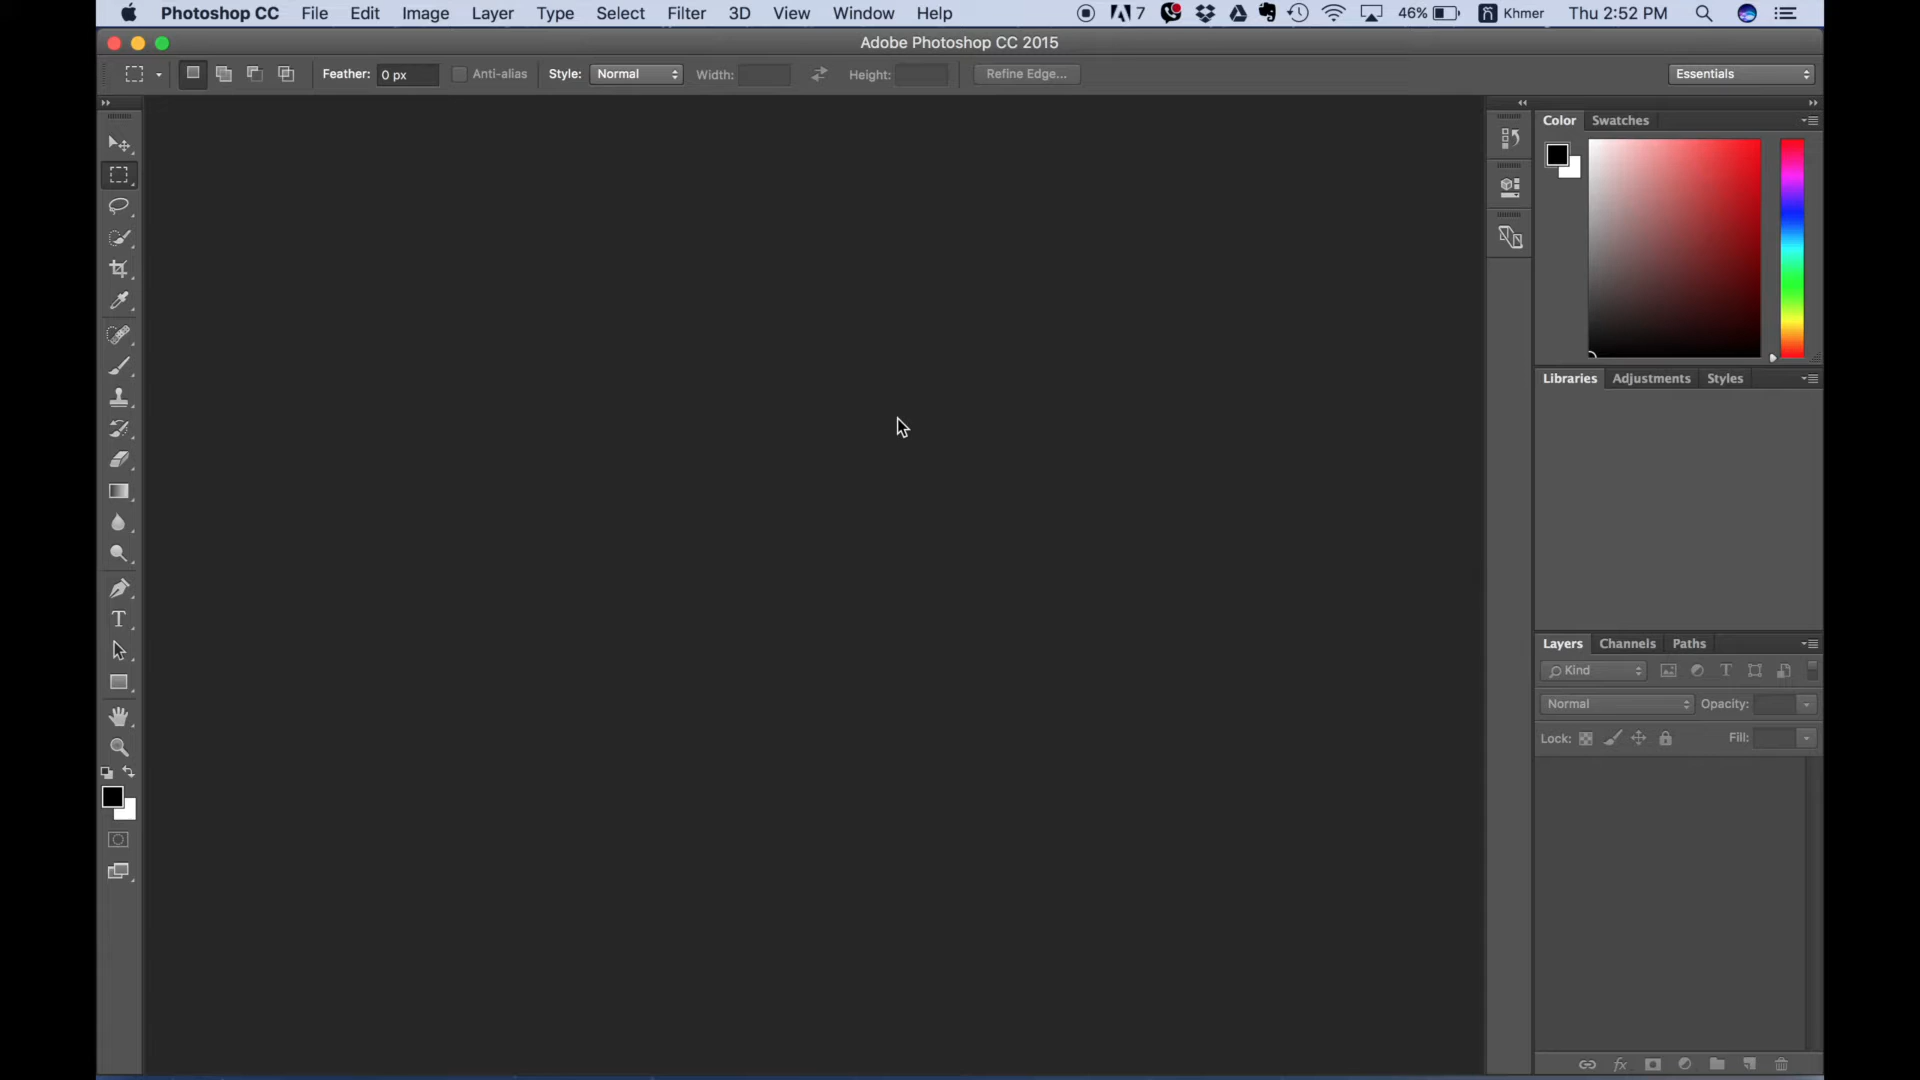 Photoshop CC File Edit Image Layer Type Select Filter 3D View Window Help 7 46% ñ Khmer Thu 2:52 PM
Adobe Photoshop CC 2015
Feather: 0 px Anti-alias Style: Normal Width: Height: Refine Edge... Essentials
Color Swatches
Libraries Adjustments Styles
Layers Channels Paths
Kind
Normal Opacity:
Lock: Fill: